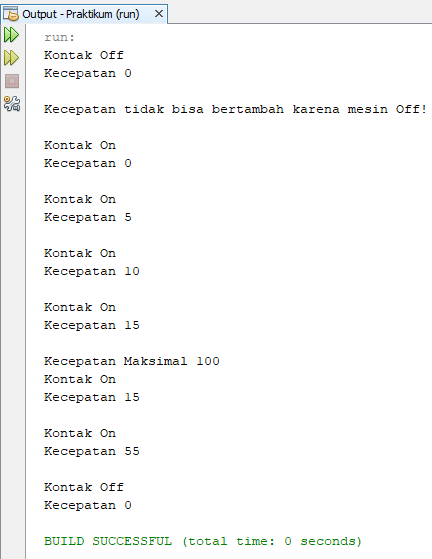 Output - Praktikum (run)
run:
Kontak Off
Kecepatan 0
Kecepatan tidak bisa bertambah karena mesin Off!
Kontak On
Kecepatan 0
Kontak On
Kecepatan 5
Kontak On
Kecepatan 10
Kontak On
Kecepatan 15
Kecepatan Maksimal 100
Kontak On
Kecepatan 15
Kontak On
Kecepatan 55
Kontak Off
Kecepatan 0
BUILD SUCCESSFUL (total time: 0 seconds)